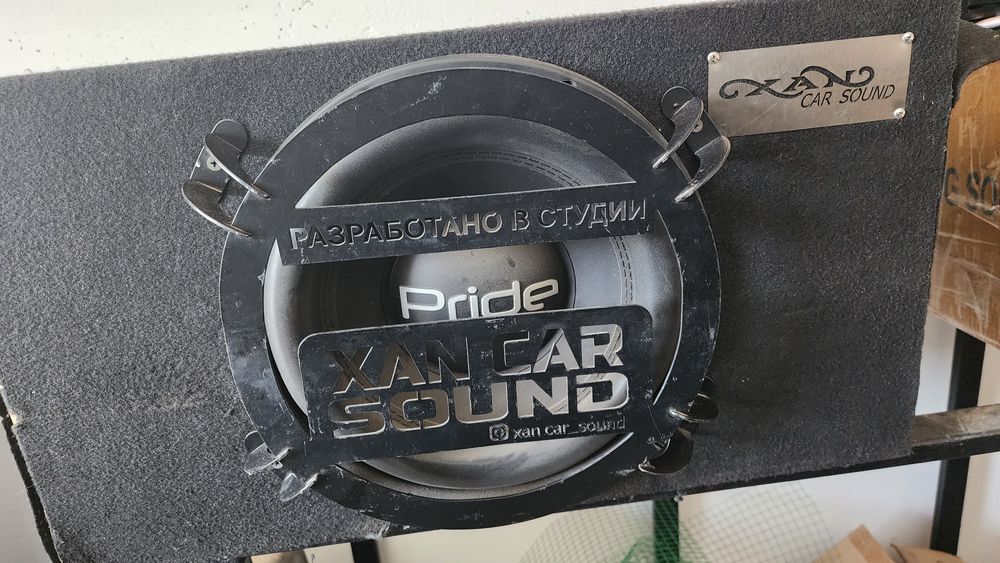 XAN
CAR SOUND
РАЗРАБОТАНО В СТУДИИ
Pride
XAN CAR
SOUND
xan car_sound